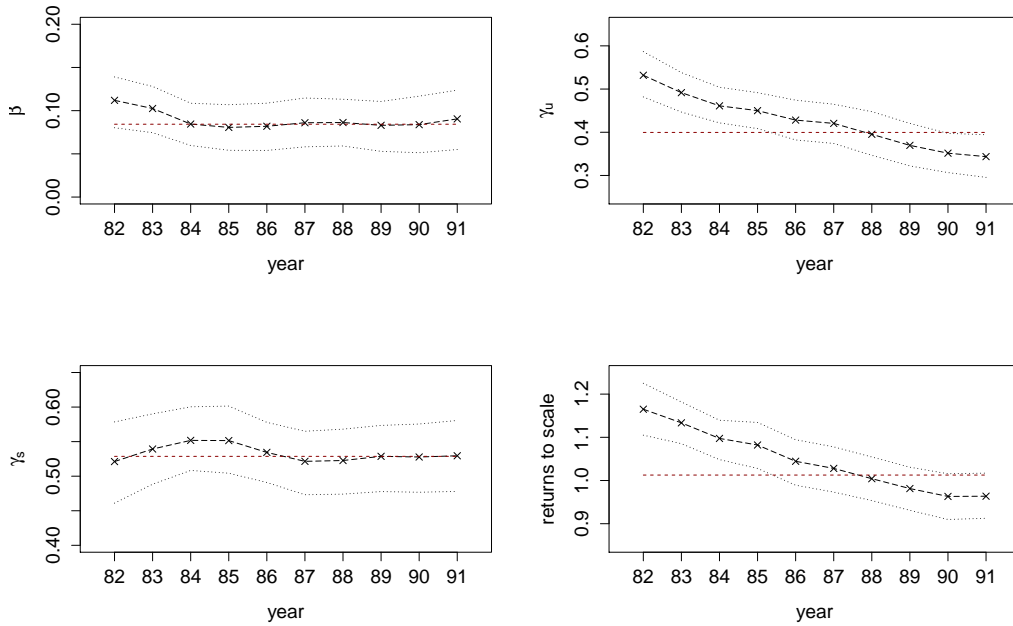 0.20
0.10
0.00
β
82 83 84 85 86 87 88 89 90 91
year
0.6
0.5
0.4
0.3
γu
82 83 84 85 86 87 88 89 90 91
year
0.60
0.50
0.40
γs
82 83 84 85 86 87 88 89 90 91
year
1.2
1.1
1.0
0.9
returns to scale
82 83 84 85 86 87 88 89 90 91
year